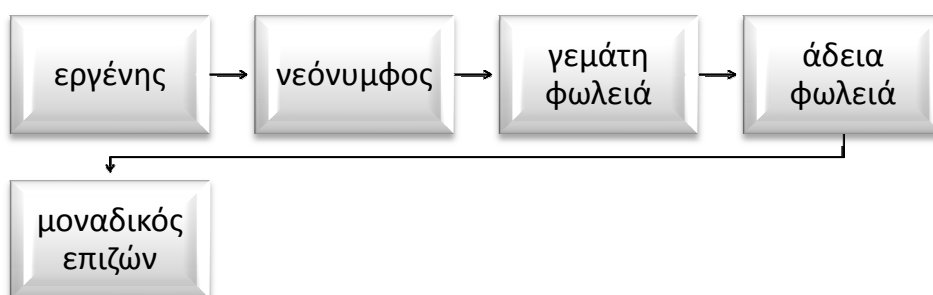 εργένης
νεόνυμφος
γεμάτη
φωλειά
άδεια
φωλειά
μοναδικός
επιζών